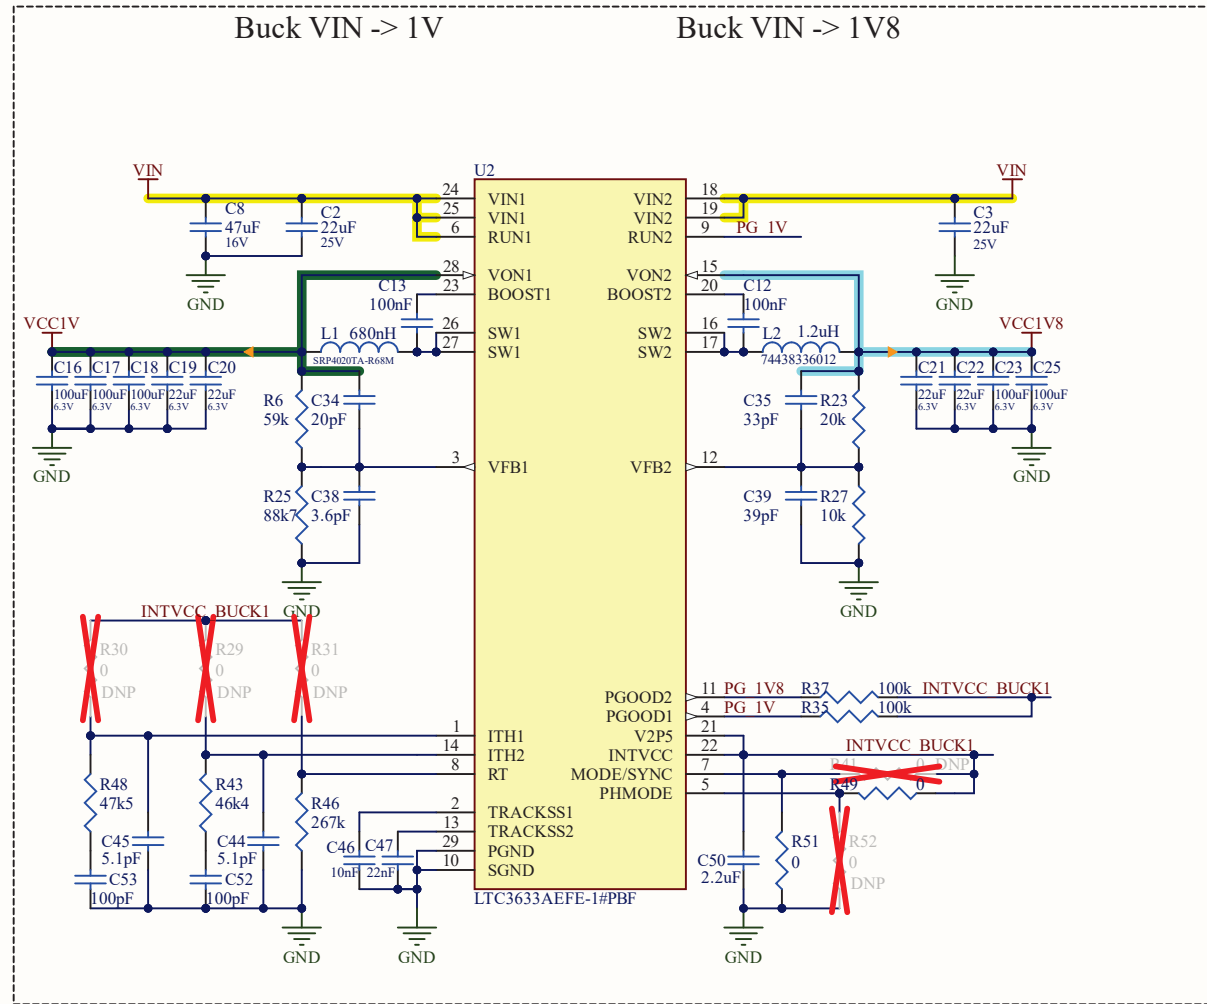 Buck VIN -> 1V
Buck VIN -> 1V8
U2
VIN
24
25
6
28
23
26
27
3
1
14
8
2
13
29
10
VIN1
VIN1
RUN1
VON1
BOOST1
SW1
SW1
VFB1
ITH1
ITH2
RT
TRACKSS1
TRACKSS2
PGND
SGND
VIN2
VIN2
RUN2
VON2
BOOST2
SW2
SW2
VFB2
PGOOD2
PGOOD1
V2P5
INTVCC
MODE/SYNC
PHMODE
18
19
9
15
20
16
17
12
11
4
21
22
7
5
LTC3633AEFE-1#PBF
VIN
PG_1V
C8
47uF
16V
C2
22uF
25V
GND
C3
22uF
25V
GND
C13
100nF
C12
100nF
VCC1V
L1 680nH
SRP4020TA-R68M
L2 1.2uH
74438336012
VCC1V8
C16
100uF
6.3V
C17
100uF
6.3V
C18
100uF
6.3V
C19
22uF
6.3V
C20
22uF
6.3V
GND
R6
59k
C34
20pF
R25
88k7
C38
3.6pF
GND
C35
33pF
R23
20k
C39
39pF
R27
10k
GND
C21
22uF
6.3V
C22
22uF
6.3V
C23
100uF
6.3V
C25
100uF
6.3V
GND
INTVCC_BUCK1
R30
0
DNP
R29
0
DNP
R31
0
DNP
R48
47k5
C45
5.1pF
C53
100pF
R43
46k4
C44
5.1pF
C52
100pF
R46
267k
GND
C46
10nF
C47
22nF
GND
PG_1V8 R37 100k INTVCC_BUCK1
PG_1V R35 100k
INTVCC_BUCK1
R41 0 DNP
R49 0
C50
2.2uF
R51
0
R52
0
DNP
GND